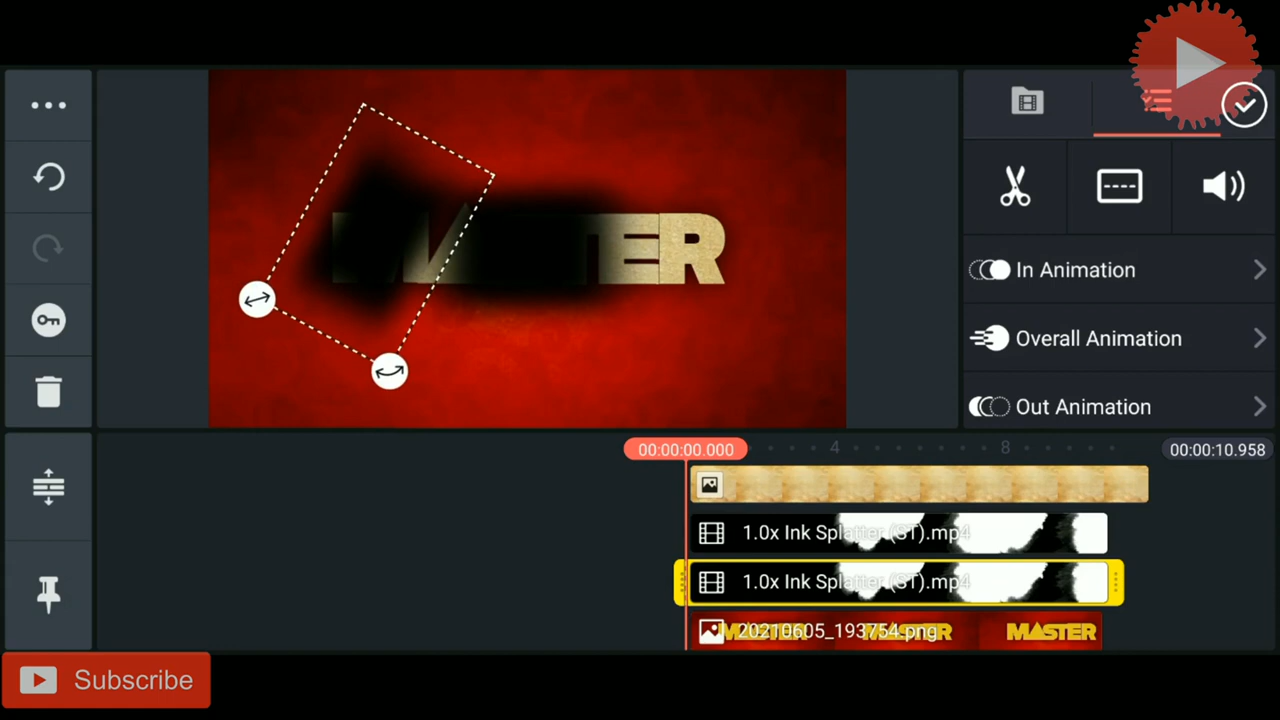 MASTER
In Animation
Overall Animation
Out Animation
00:00:00.000
4
8
00:00:10.958
1.0x Ink Splatter (ST).mp4
1.0x Ink Splatter (ST).mp4
20210605_193754.png
MASTER
Subscribe